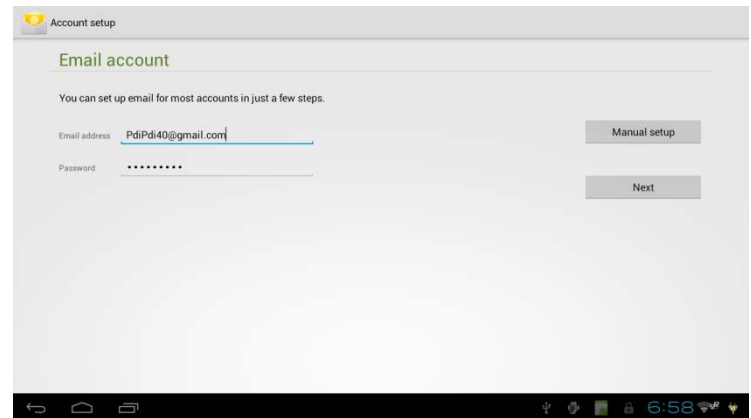 Account setup
Email account
You can set up email for most accounts in just a few steps.
Email address PdiPdi40@gmail.com
Manual setup
Password •••••••••
Next
6:58